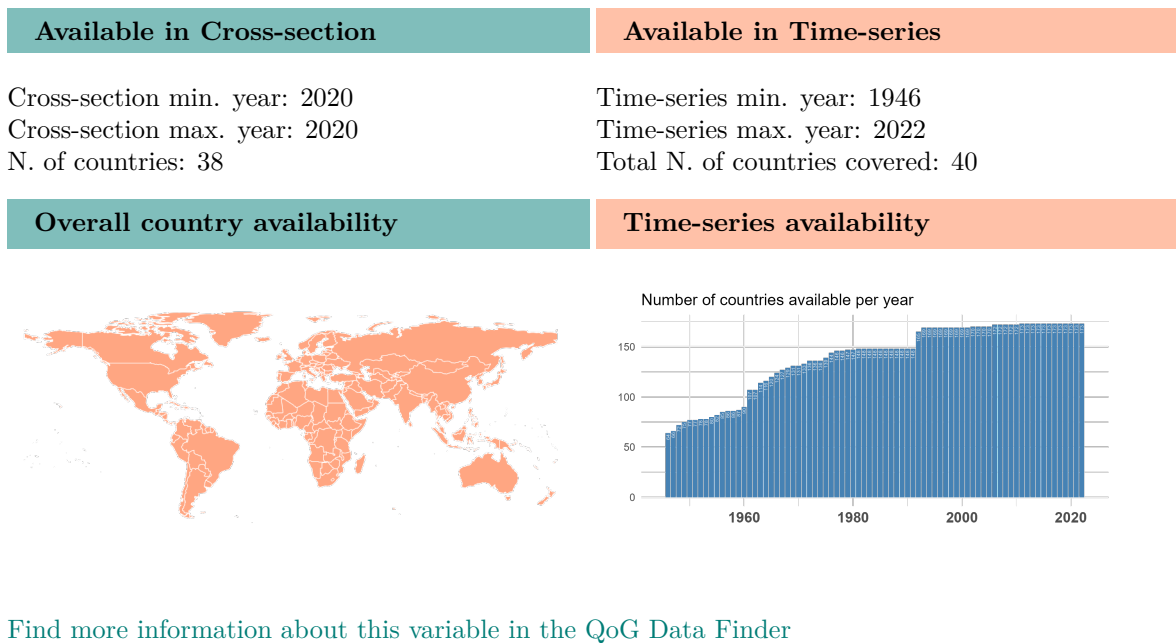 Available in Cross-section
Available in Time-series
Cross-section min. year: 2020
Cross-section max. year: 2020
N. of countries: 38
Time-series min. year: 1946
Time-series max. year: 2022
Total N. of countries covered: 40
Overall country availability
Time-series availability
Number of countries available per year
150
100
50
0
1960 1980 2000 2020
Find more information about this variable in the QoG Data Finder